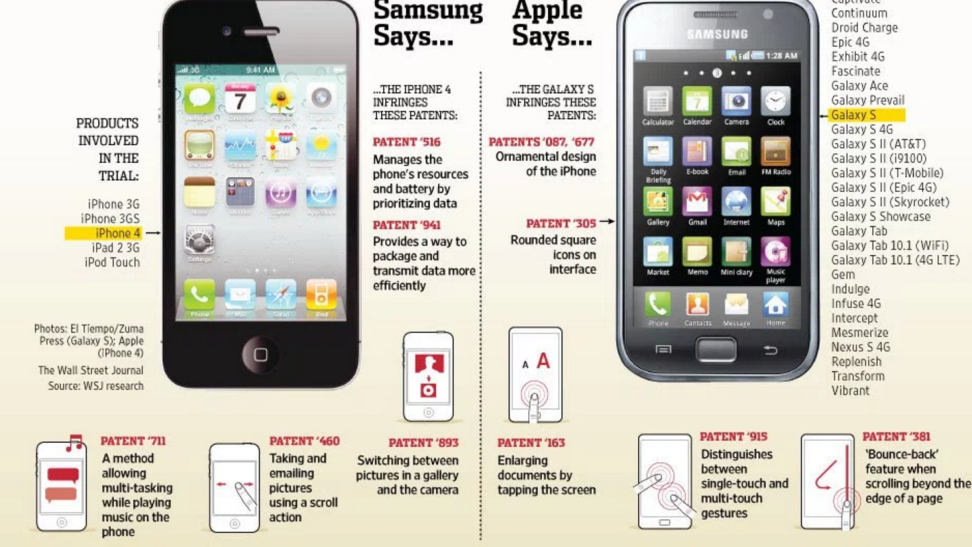 Samsung
Says...
Apple
Says...
PRODUCTS
INVOLVED
IN THE
TRIAL:
iPhone 3G
iPhone 3GS
iPhone 4
iPad 2 3G
iPod Touch
Photos: El Tiempo/Zuma
Press (Galaxy S); Apple
(iPhone 4)
The Wall Street Journal
Source: WSJ research
9:41 AM
7
Settings
Phone
...THE IPHONE 4
INFRINGES
THESE PATENTS:
PATENT '516
Manages the
phone's resources
and battery by
prioritizing data
PATENT '941
Provides a way to
package and
transmit data more
efficiently
...THE GALAXY S
INFRINGES THESE
PATENTS:
PATENTS '087, '677
Ornamental design
of the iPhone
PATENT '305
Rounded square
icons on
interface
SAMSUNG
1:28 AM
3
7
Calculator
Calendar
Camera
Clock
Daily
Briefing
E-book
Email
FM Radio
Gallery
Gmail
Internet
Maps
Market
Memo
Mini diary
Music
player
Phone
Contacts
Message
Home
Captivate
Continuum
Droid Charge
Epic 4G
Exhibit 4G
Fascinate
Galaxy Ace
Galaxy Prevail
Galaxy S
Galaxy S 4G
Galaxy S II (AT&T)
Galaxy S II (i9100)
Galaxy S II (T-Mobile)
Galaxy S II (Epic 4G)
Galaxy S II (Skyrocket)
Galaxy S Showcase
Galaxy Tab
Galaxy Tab 10.1 (WiFi)
Galaxy Tab 10.1 (4G LTE)
Gem
Indulge
Infuse 4G
Intercept
Mesmerize
Nexus S 4G
Replenish
Transform
Vibrant
PATENT '711
A method
allowing
multi-tasking
while playing
music on the
phone
PATENT '460
Taking and
emailing
pictures
using a scroll
action
PATENT '893
Switching between
pictures in a gallery
and the camera
A A
PATENT '163
Enlarging
documents by
tapping the screen
PATENT '915
Distinguishes
between
single-touch and
multi-touch
gestures
PATENT '381
'Bounce-back'
feature when
scrolling beyond the
edge of a page